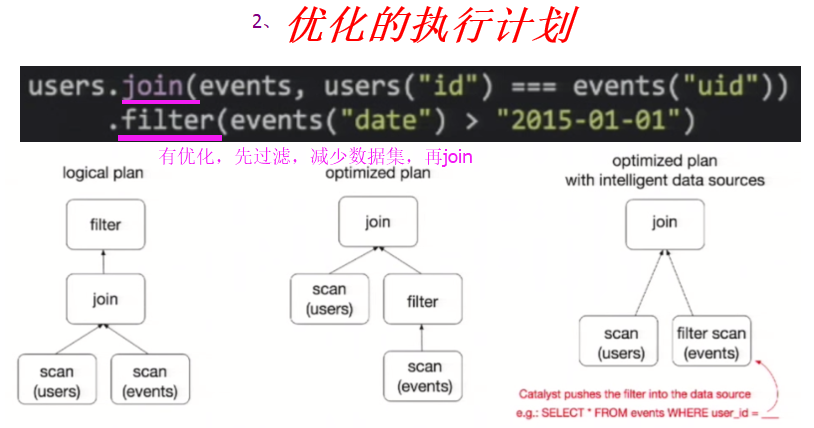 2、 优化的执行计划
users.join(events, users("id") === events("uid"))
.filter(events("date") > "2015-01-01")
有优化，先过滤，减少数据集，再join
logical plan
filter
join
scan
(users)
scan
(events)
optimized plan
join
scan
(users)
filter
scan
(events)
optimized plan
with intelligent data sources
join
scan
(users)
filter scan
(events)
Catalyst pushes the filter into the data source
e.g.: SELECT * FROM events WHERE user_id = ___